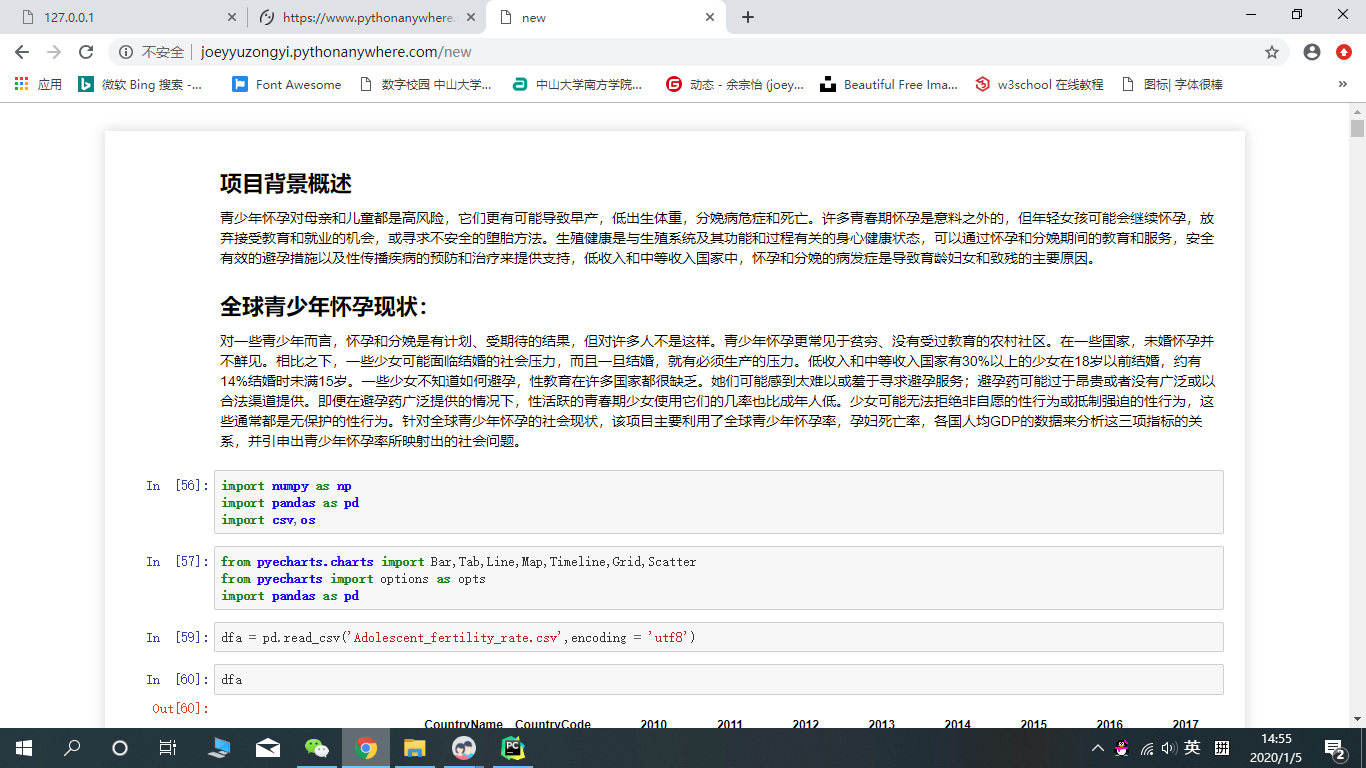 127.0.0.1
https://www.pythonanywhere.
new
不安全
joeyyuzongyi.pythonanywhere.com/new
应用
微软 Bing 搜索 -...
Font Awesome
数字校园 中山大学...
中山大学南方学院...
动态 - 余宗怡 (joey...
Beautiful Free Ima...
w3school 在线教程
图标| 字体很棒
»
项目背景概述
青少年怀孕对母亲和儿童都是高风险，它们更有可能导致早产，低出生体重，分娩病危症和死亡。许多青春期怀孕是意料之外的，但年轻女孩可能会继续怀孕，放
弃接受教育和就业的机会，或寻求不安全的堕胎方法。生殖健康是与生殖系统及其功能和过程有关的身心健康状态，可以通过怀孕和分娩期间的教育和服务，安全
有效的避孕措施以及性传播疾病的预防和治疗来提供支持，低收入和中等收入国家中，怀孕和分娩的病发症是导致育龄妇女和致残的主要原因。
全球青少年怀孕现状：
对一些青少年而言，怀孕和分娩是有计划、受期待的结果，但对许多人不是这样。青少年怀孕更常见于贫穷、没有受过教育的农村社区。在一些国家，未婚怀孕并
不鲜见。相比之下，一些少女可能面临结婚的社会压力，而且一旦结婚，就有必须生产的压力。低收入和中等收入国家有30%以上的少女在18岁以前结婚，约有
14%结婚时未满15岁。一些少女不知道如何避孕，性教育在许多国家都很缺乏。她们可能感到太难以或羞于寻求避孕服务；避孕药可能过于昂贵或者没有广泛或以
合法渠道提供。即便在避孕药广泛提供的情况下，性活跃的青春期少女使用它们的几率也比成年人低。少女可能无法拒绝非自愿的性行为或抵制强迫的性行为，这
些通常都是无保护的性行为。针对全球青少年怀孕的社会现状，该项目主要利用了全球青少年怀孕率，孕妇死亡率，各国人均GDP的数据来分析这三项指标的关
系，并引申出青少年怀孕率所映射出的社会问题。
In [56]:
import numpy as np
import pandas as pd
import csv,os
In [57]:
from pyecharts.charts import Bar,Tab,Line,Map,Timeline,Grid,Scatter
from pyecharts import options as opts
import pandas as pd
In [59]:
dfa = pd.read_csv('Adolescent_fertility_rate.csv',encoding = 'utf8')
In [60]:
dfa
Out[60]:
CountryName CountryCode 2010 2011 2012 2013 2014 2015 2016 2017
英 拼
14:55
2020/1/5
2